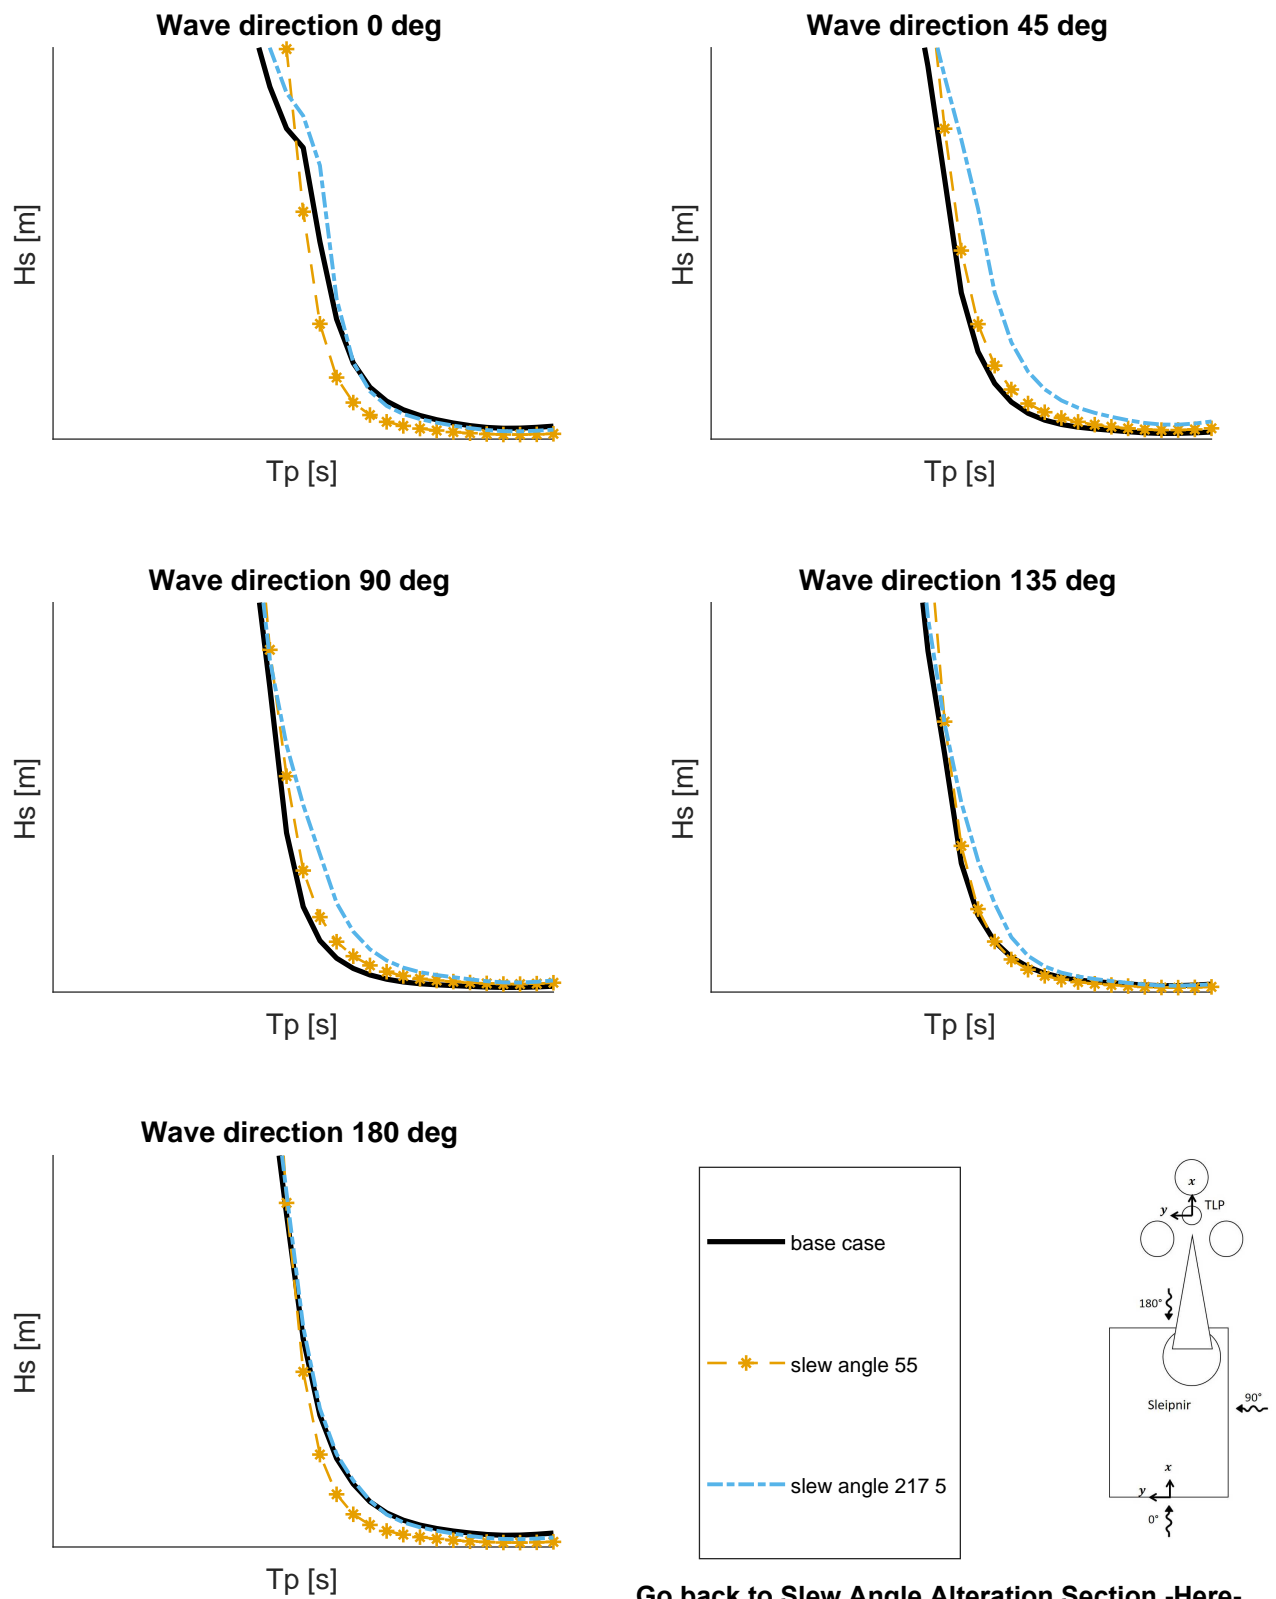 Wave direction 0 deg
Hs [m]
Tp [s]
Wave direction 45 deg
Hs [m]
Tp [s]
Wave direction 90 deg
Hs [m]
Tp [s]
Wave direction 135 deg
Hs [m]
Tp [s]
Wave direction 180 deg
Hs [m]
Tp [s]
base case
slew angle 55
slew angle 217 5
x
y
TLP
180°
90°
Sleipnir
x
y
0°
Go back to Slew Angle Alteration Section -Here-